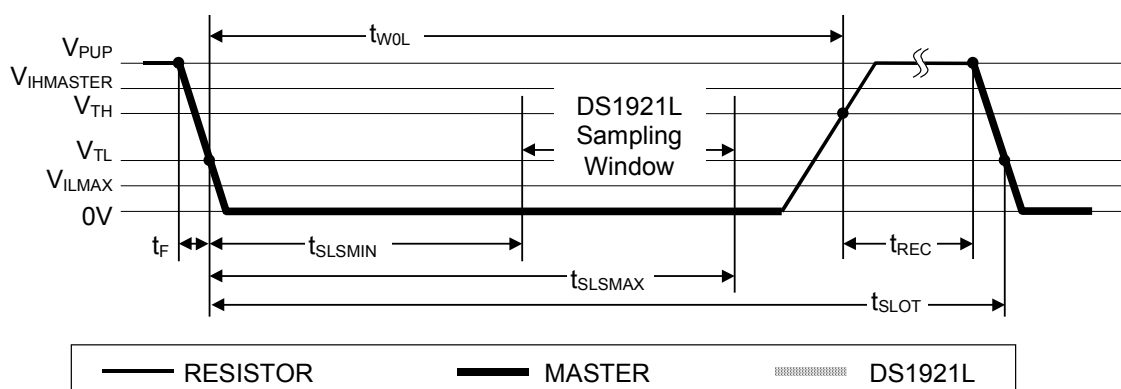 tW0L
VPUP
VIHMASTER
VTH
VTL
VILMAX
0V
DS1921L
Sampling
Window
tF
tSLSMIN
tREC
tSLSMAX
tSLOT
RESISTOR MASTER DS1921L